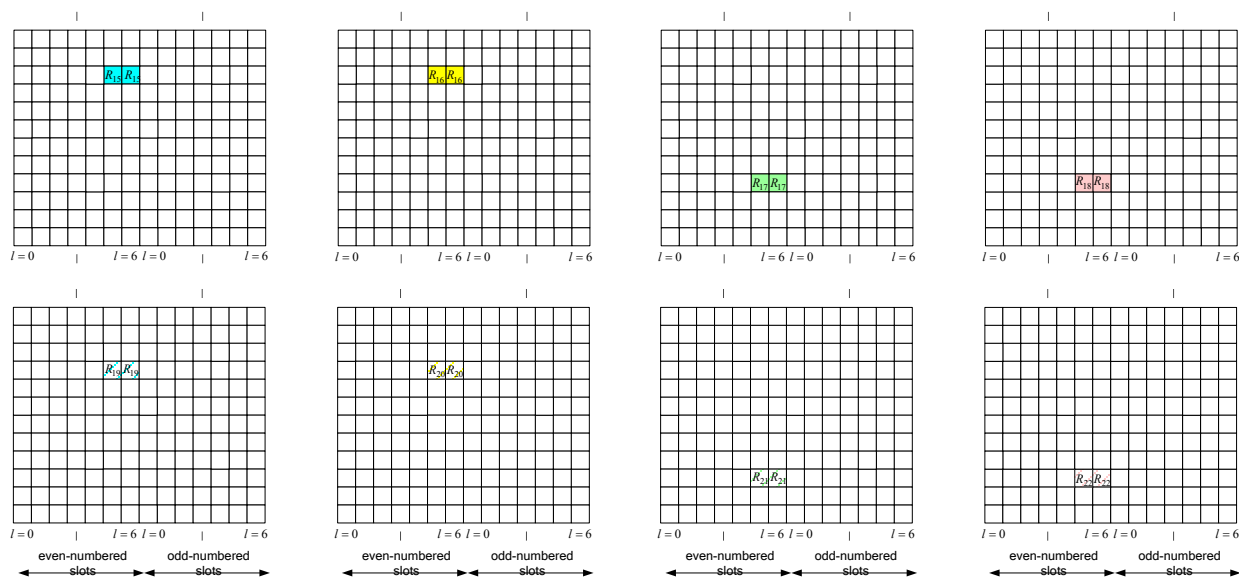 R15 R15 R16 R16 R17 R17 R18 R18
l = 0 l = 6 l = 0 l = 6 l = 0 l = 6 l = 0 l = 6 l = 0 l = 6 l = 0 l = 6 l = 0 l = 6 l = 0 l = 6
R19 R19 R20 R20 R21 R21 R22 R22
l = 0 l = 6 l = 0 l = 6 l = 0 l = 6 l = 0 l = 6 l = 0 l = 6 l = 0 l = 6 l = 0 l = 6 l = 0 l = 6
even-numbered odd-numbered even-numbered odd-numbered even-numbered odd-numbered even-numbered odd-numbered
slots slots slots slots slots slots slots slots